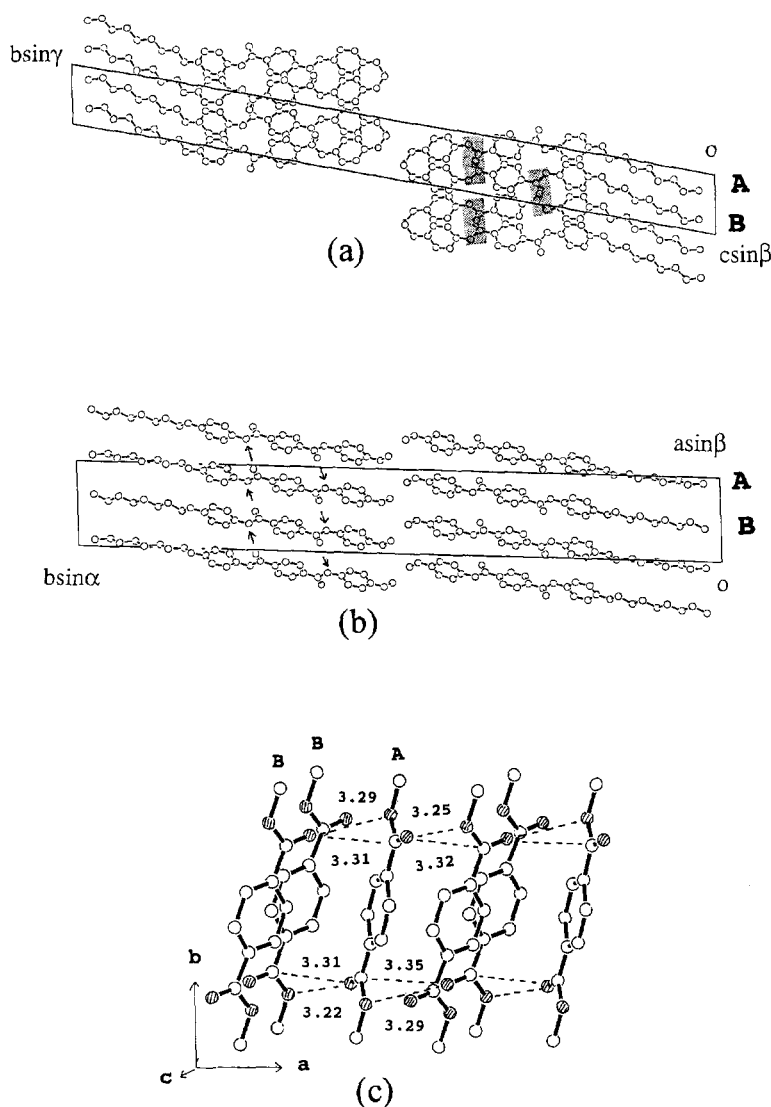 bsinγ
o
A
B
csinβ
(a)
asinβ
A
B
bsinα
o
(b)
B B A
3.29 3.25
3.31 3.32
b
3.31 3.35
3.22 3.29
c a
(c)